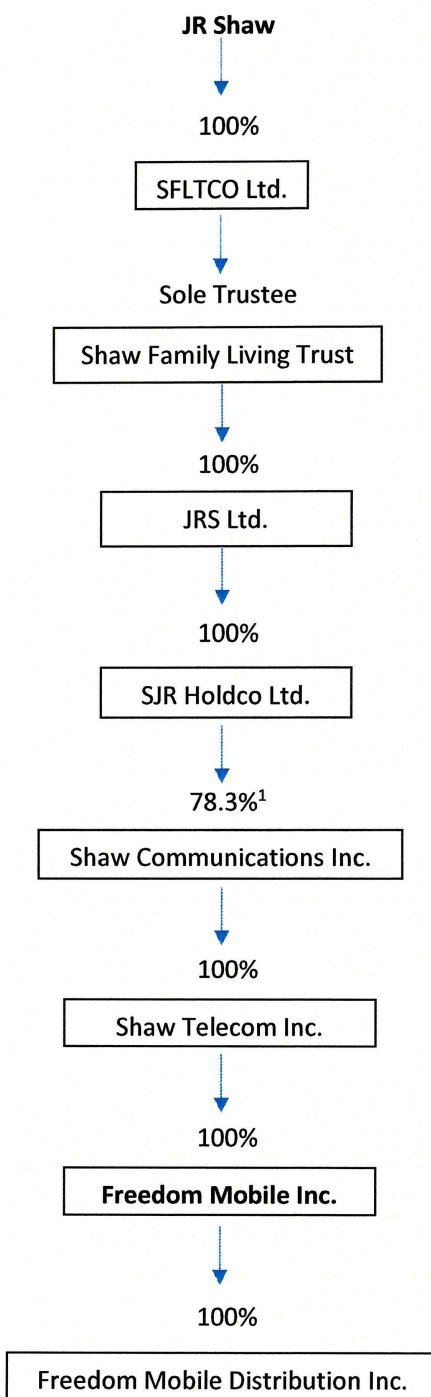 JR Shaw
100%
SFLTCO Ltd.
Sole Trustee
Shaw Family Living Trust
100%
JRS Ltd.
100%
SJR Holdco Ltd.
78.3%¹
Shaw Communications Inc.
100%
Shaw Telecom Inc.
100%
Freedom Mobile Inc.
100%
Freedom Mobile Distribution Inc.